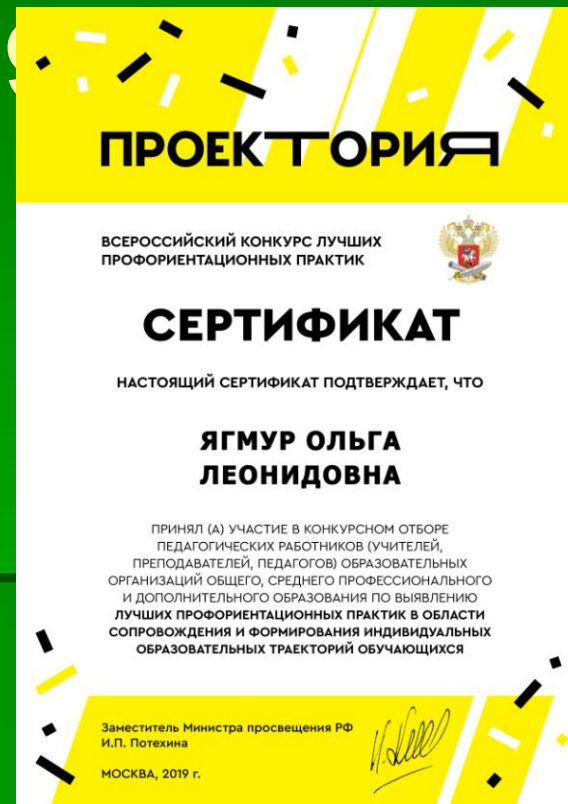 ПРОЕКТОРИЯ
ВСЕРОССИЙСКИЙ КОНКУРС ЛУЧШИХ
ПРОФОРИЕНТАЦИОННЫХ ПРАКТИК
СЕРТИФИКАТ
НАСТОЯЩИЙ СЕРТИФИКАТ ПОДТВЕРЖДАЕТ, ЧТО
ЯГМУР ОЛЬГА
ЛЕОНИДОВНА
ПРИНЯЛ (А) УЧАСТИЕ В КОНКУРСНОМ ОТБОРЕ
ПЕДАГОГИЧЕСКИХ РАБОТНИКОВ (УЧИТЕЛЕЙ,
ПРЕПОДАВАТЕЛЕЙ, ПЕДАГОГОВ) ОБРАЗОВАТЕЛЬНЫХ
ОРГАНИЗАЦИЙ ОБЩЕГО, СРЕДНЕГО ПРОФЕССИОНАЛЬНОГО
И ДОПОЛНИТЕЛЬНОГО ОБРАЗОВАНИЯ ПО ВЫЯВЛЕНИЮ
ЛУЧШИХ ПРОФОРИЕНТАЦИОННЫХ ПРАКТИК В ОБЛАСТИ
СОПРОВОЖДЕНИЯ И ФОРМИРОВАНИЯ ИНДИВИДУАЛЬНЫХ
ОБРАЗОВАТЕЛЬНЫХ ТРАЕКТОРИЙ ОБУЧАЮЩИХСЯ
Заместитель Министра просвещения РФ
И.П. Потехина
МОСКВА, 2019 г.